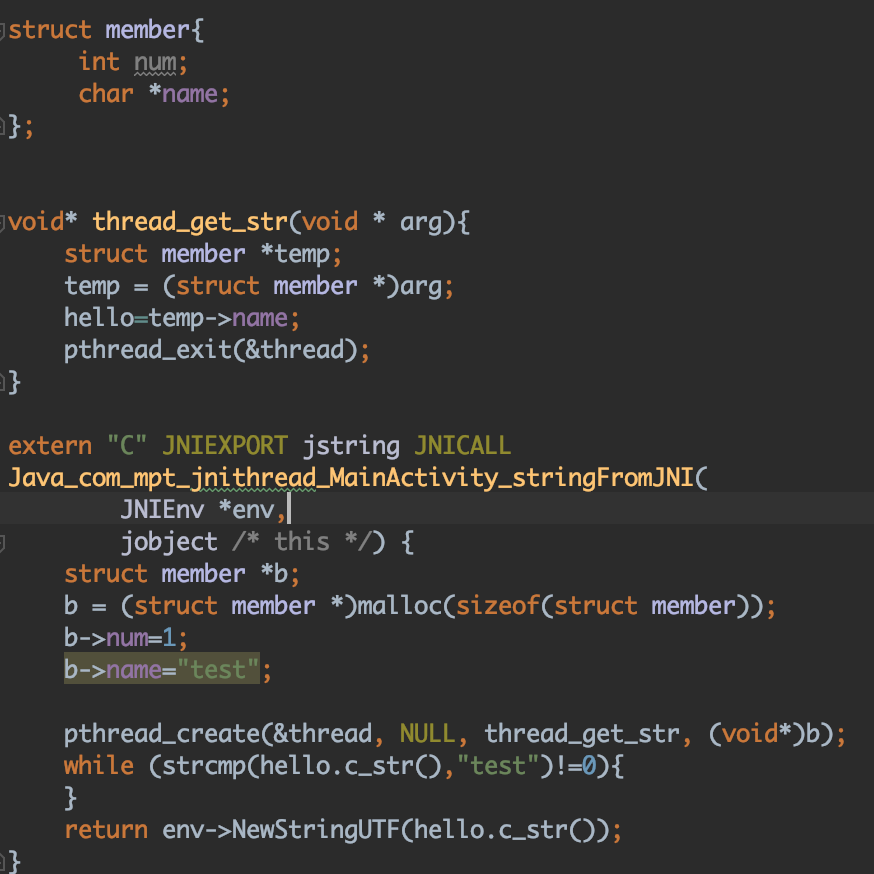 struct member{
     int num;
     char *name;
};
void* thread_get_str(void * arg){
    struct member *temp;
    temp = (struct member *)arg;
    hello=temp->name;
    pthread_exit(&thread);
}
extern "C" JNIEXPORT jstring JNICALL
Java_com_mpt_jnithread_MainActivity_stringFromJNI(
        JNIEnv *env,
        jobject /* this */) {
    struct member *b;
    b = (struct member *)malloc(sizeof(struct member));
    b->num=1;
    b->name="test";
    pthread_create(&thread, NULL, thread_get_str, (void*)b);
    while (strcmp(hello.c_str(),"test")!=0){
    }
    return env->NewStringUTF(hello.c_str());
}